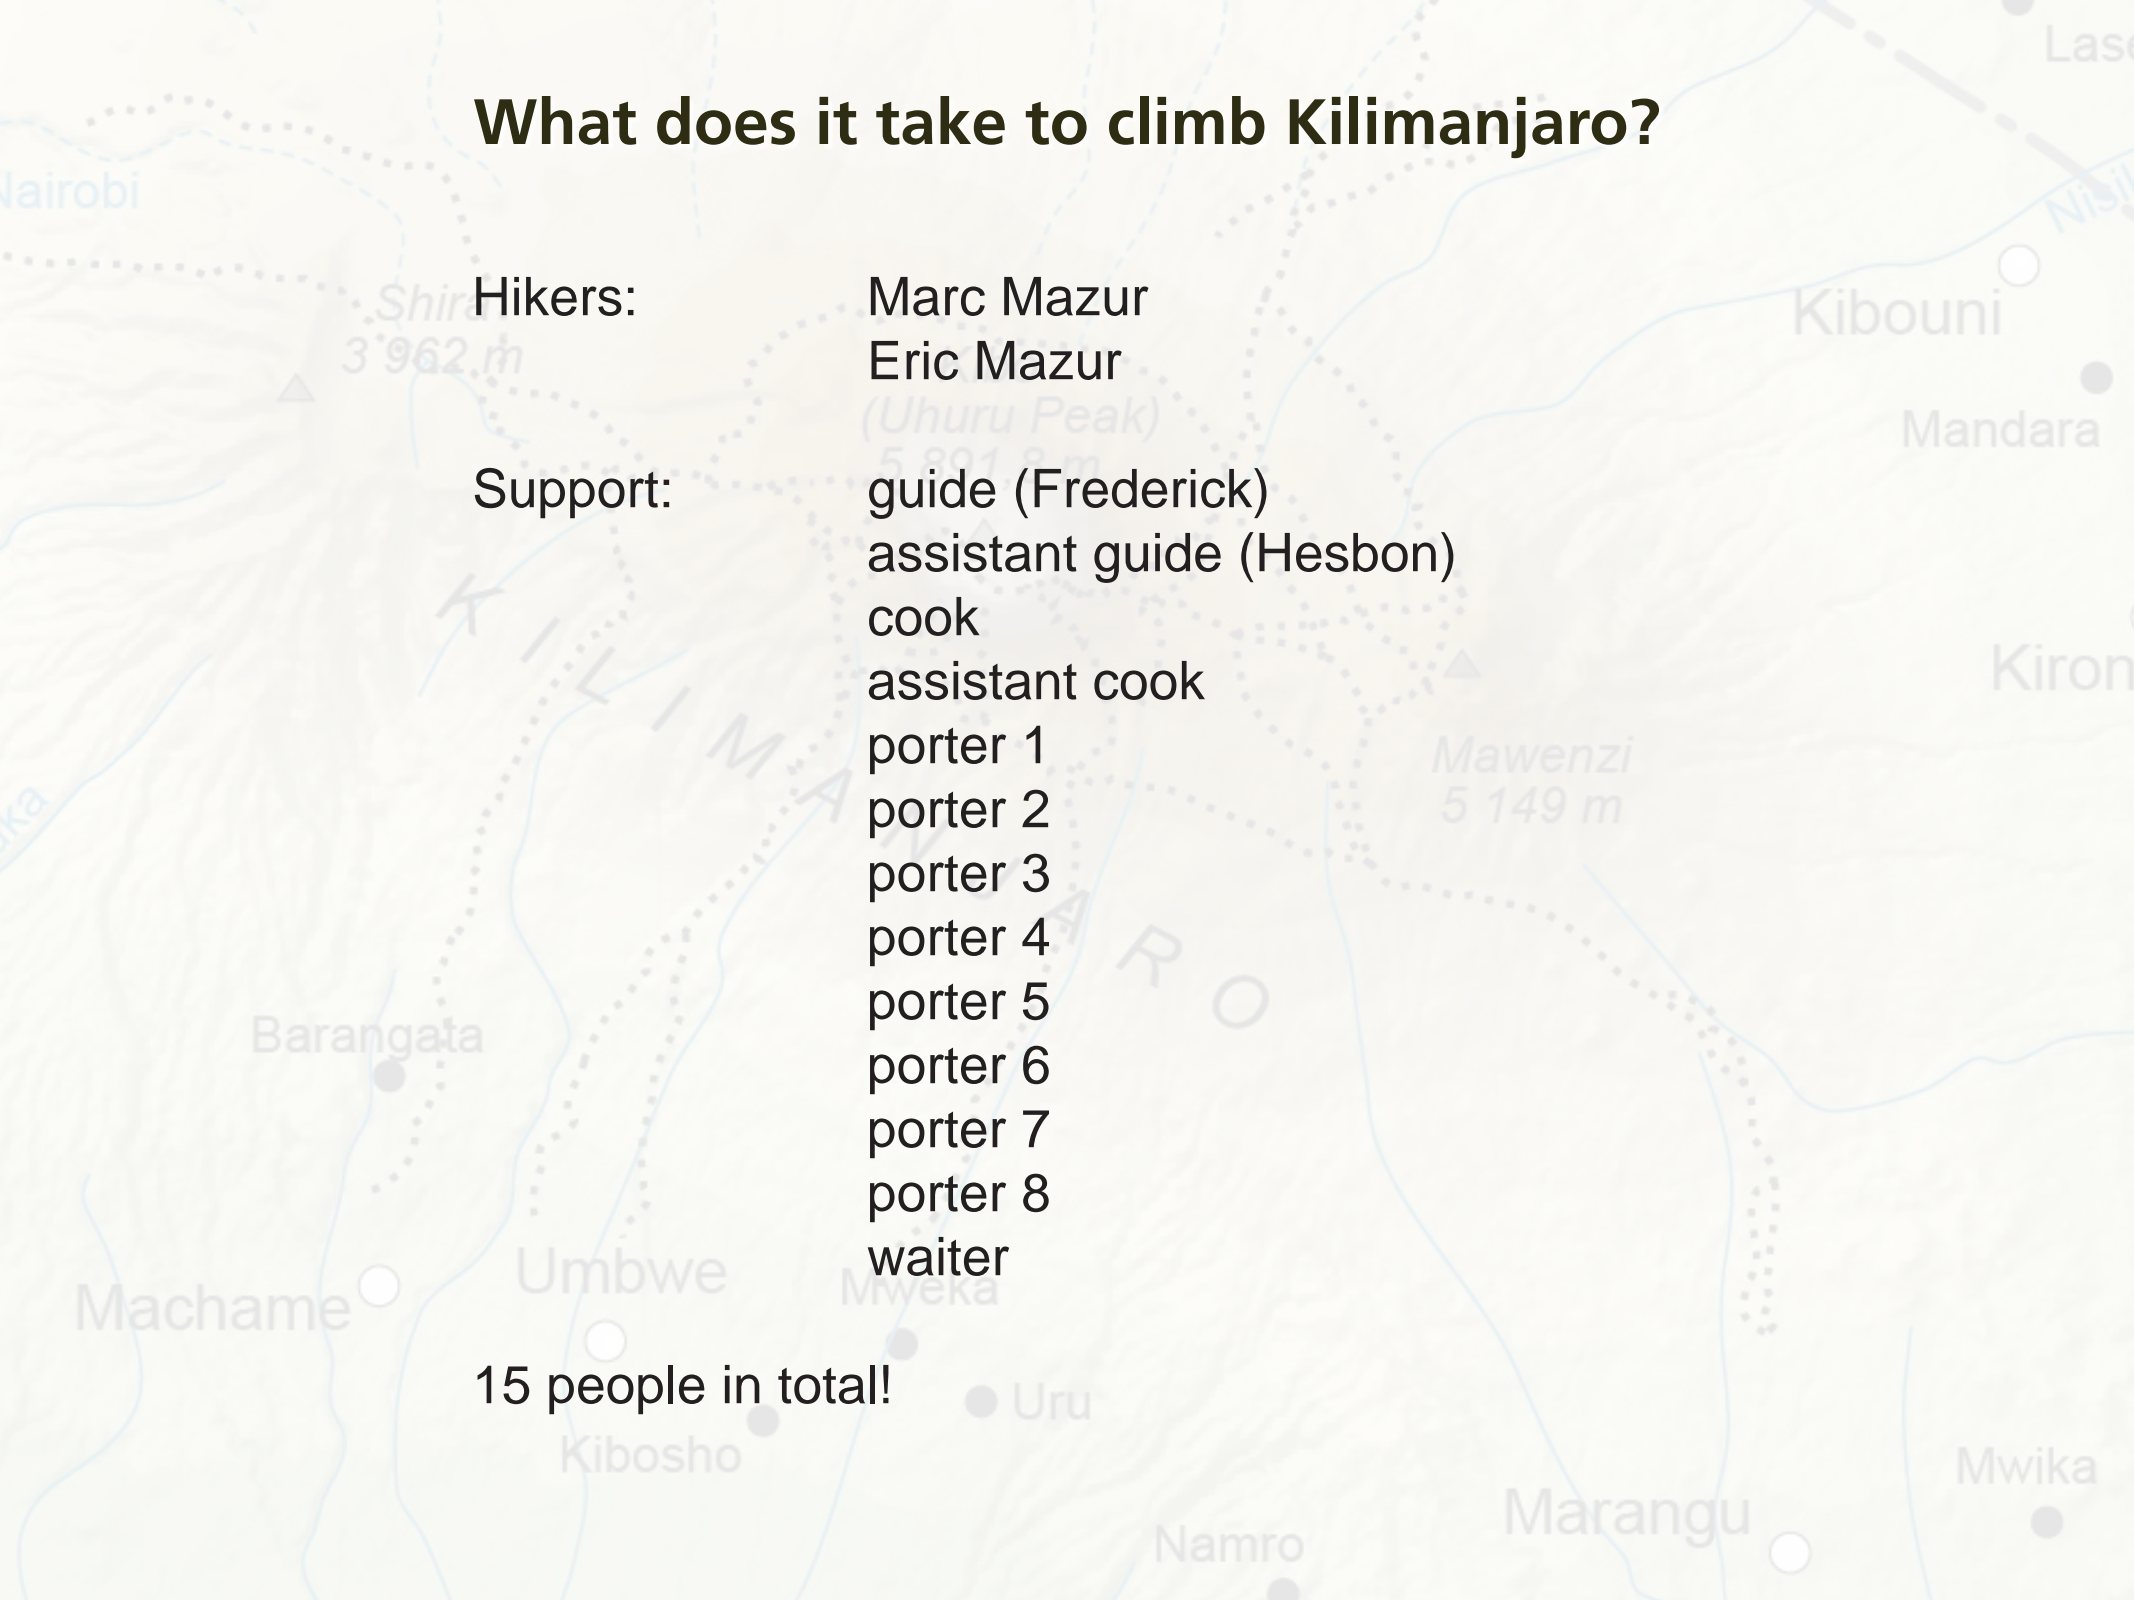 What does it take to climb Kilimanjaro?
Hikers: Marc Mazur
Eric Mazur
Support: guide (Frederick)
assistant guide (Hesbon)
cook
assistant cook
porter 1
porter 2
porter 3
porter 4
porter 5
porter 6
porter 7
porter 8
waiter
15 people in total!
Nairobi
Shira
3 962 m
(Uhuru Peak)
5 891,8 m
Kibouni
Mandara
KILIMANJARO
Mawenzi
5 149 m
Barangata
Machame
Umbwe
Mweka
Uru
Kibosho
Namro
Marangu
Mwika